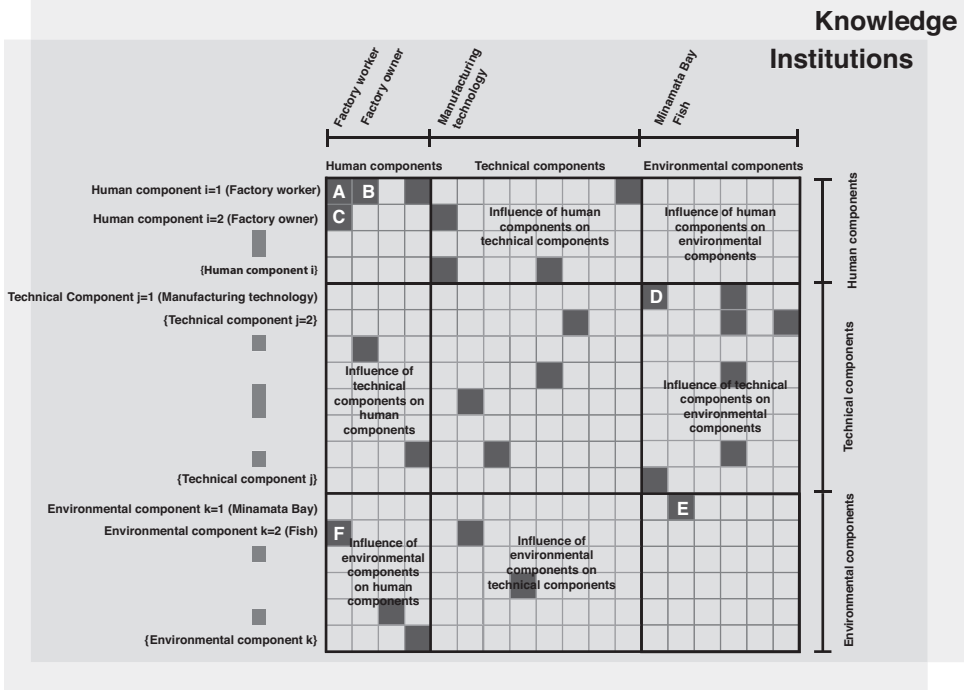 Knowledge
Institutions
Factory worker
Factory owner
Manufacturing
technology
Minamata Bay
Fish
Human components
Technical components
Environmental components
Human component i=1 (Factory worker)
A
B
Human component i=2 (Factory owner)
C
{Human component i}
Influence of human
components on
technical components
Influence of human
components on
environmental
components
Human components
Technical Component j=1 (Manufacturing technology)
D
{Technical component j=2}
{Technical component j}
Influence of
technical
components on
human
components
Influence of technical
components on
environmental
components
Technical components
Environmental component k=1 (Minamata Bay)
E
Environmental component k=2 (Fish)
F
{Environmental component k}
Influence of
environmental
components
on human
components
Influence of
environmental
components on
technical components
Environmental components